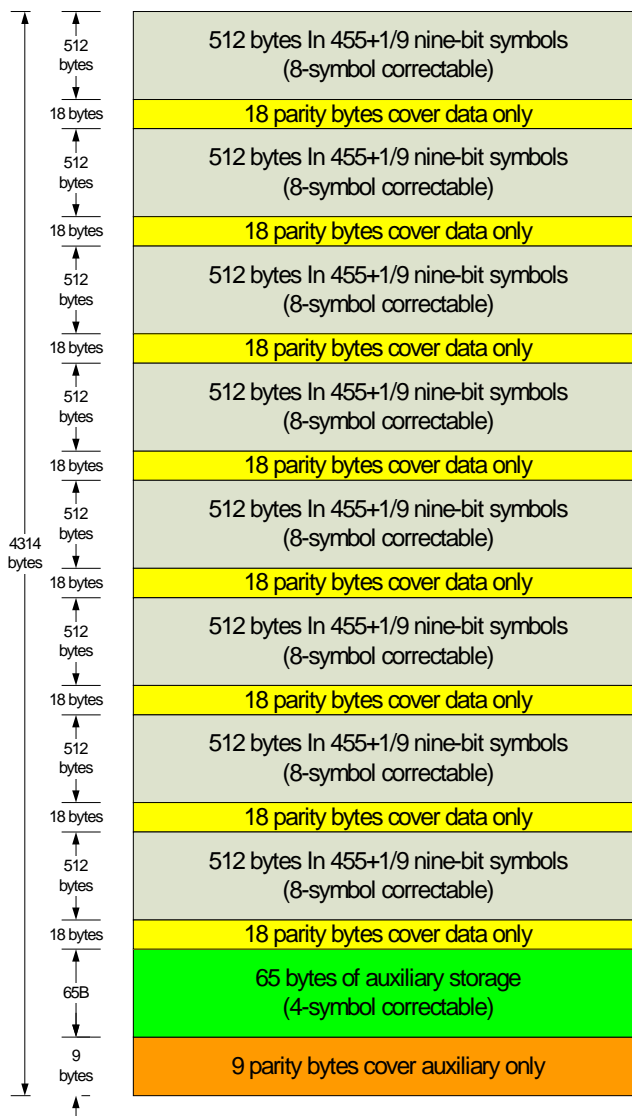 512
bytes
512 bytes In 455+1/9 nine-bit symbols
(8-symbol correctable)
18 bytes
18 parity bytes cover data only
512
bytes
512 bytes In 455+1/9 nine-bit symbols
(8-symbol correctable)
18 bytes
18 parity bytes cover data only
512
bytes
512 bytes In 455+1/9 nine-bit symbols
(8-symbol correctable)
18 bytes
18 parity bytes cover data only
512
bytes
512 bytes In 455+1/9 nine-bit symbols
(8-symbol correctable)
18 bytes
18 parity bytes cover data only
4314
bytes
512
bytes
512 bytes In 455+1/9 nine-bit symbols
(8-symbol correctable)
18 bytes
18 parity bytes cover data only
512
bytes
512 bytes In 455+1/9 nine-bit symbols
(8-symbol correctable)
18 bytes
18 parity bytes cover data only
512
bytes
512 bytes In 455+1/9 nine-bit symbols
(8-symbol correctable)
18 bytes
18 parity bytes cover data only
512
bytes
512 bytes In 455+1/9 nine-bit symbols
(8-symbol correctable)
18 bytes
18 parity bytes cover data only
65B
65 bytes of auxiliary storage
(4-symbol correctable)
9
bytes
9 parity bytes cover auxiliary only